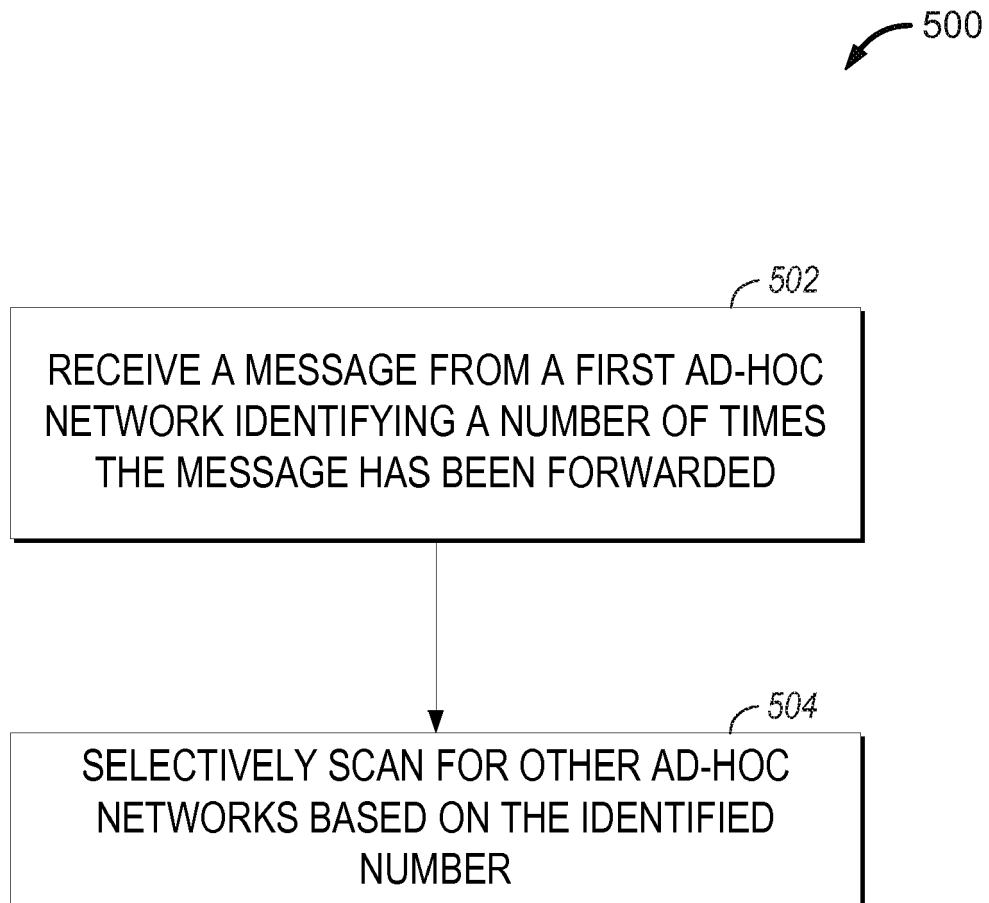 500
502
RECEIVE A MESSAGE FROM A FIRST AD-HOC
NETWORK IDENTIFYING A NUMBER OF TIMES
THE MESSAGE HAS BEEN FORWARDED
504
SELECTIVELY SCAN FOR OTHER AD-HOC
NETWORKS BASED ON THE IDENTIFIED
NUMBER